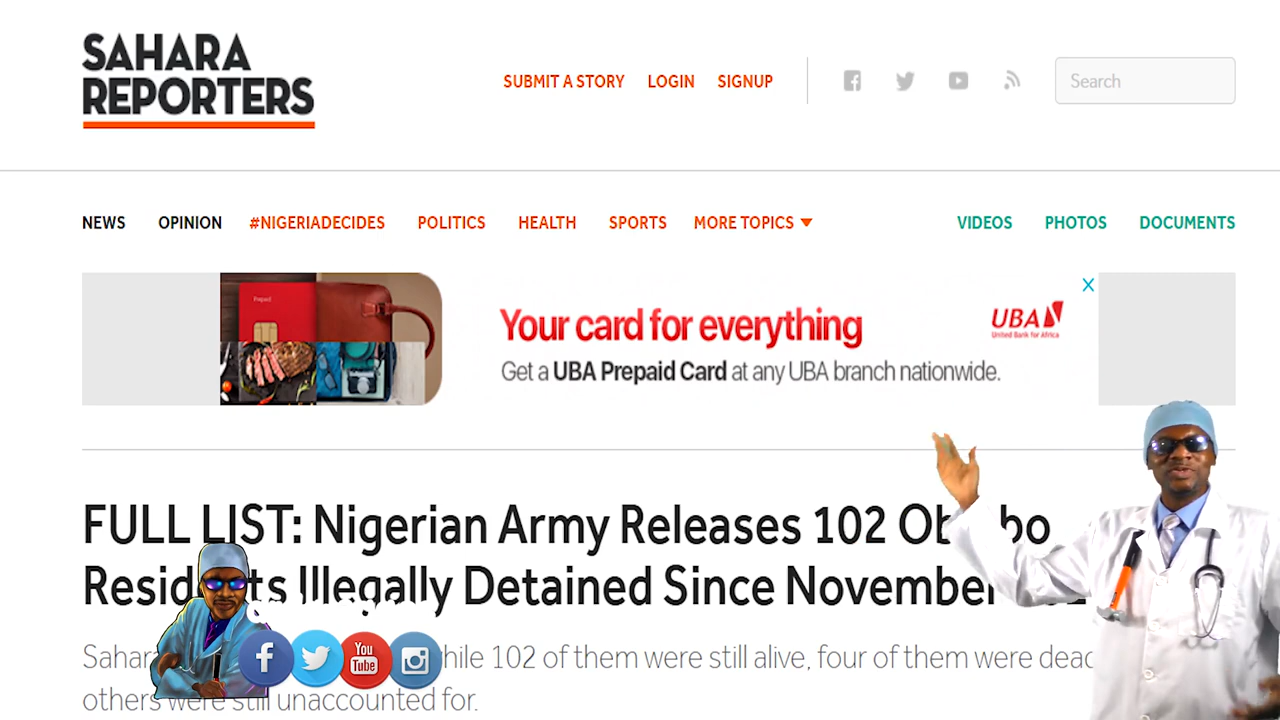 SAHARA
REPORTERS
SUBMIT A STORY LOGIN SIGNUP
Search
NEWS OPINION #NIGERIADECIDES POLITICS HEALTH SPORTS MORE TOPICS VIDEOS PHOTOS DOCUMENTS
Prepaid
Your card for everything
Get a UBA Prepaid Card at any UBA branch nationwide.
UBA
United Bank for Africa
FULL LIST: Nigerian Army Releases 102
Illegally Detained Since November
102 of them were still alive, four of them were
others were still unaccounted for.
f
You
Tube